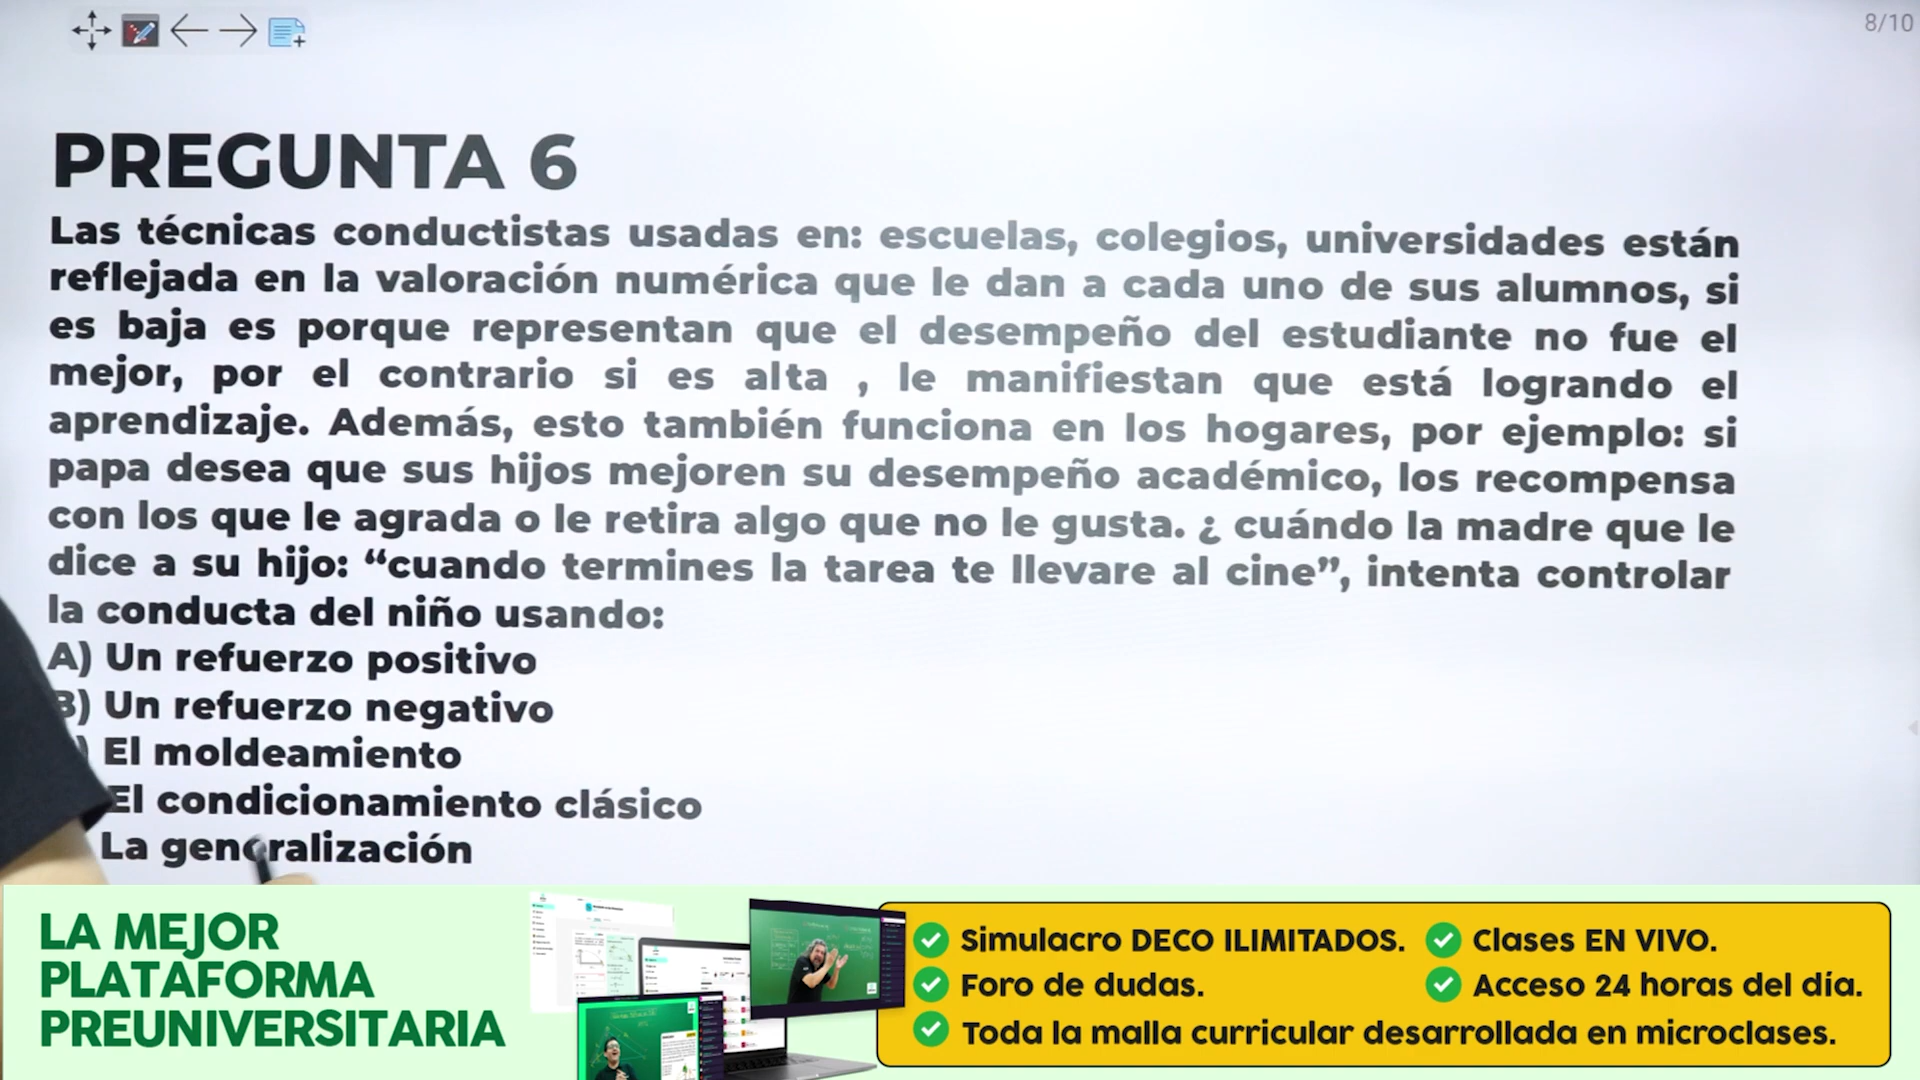 8/10
PREGUNTA 6
Las técnicas conductistas usadas en: escuelas, colegios, universidades están
reflejada en la valoración numérica que le dan a cada uno de sus alumnos, si
es baja es porque representan que el desempeño del estudiante no fue el
mejor, por el contrario si es alta , le manifiestan que está logrando el
aprendizaje. Además, esto también funciona en los hogares, por ejemplo: si
papa desea que sus hijos mejoren su desempeño académico, los recompensa
con los que le agrada o le retira algo que no le gusta. ¿ cuándo la madre que le
dice a su hijo: “cuando termines la tarea te llevare al cine”, intenta controlar
la conducta del niño usando:
A) Un refuerzo positivo
B) Un refuerzo negativo
) El moldeamiento
El condicionamiento clásico
La generalización
LA MEJOR
PLATAFORMA
PREUNIVERSITARIA
Simulacro DECO ILIMITADOS.
Clases EN VIVO.
Foro de dudas.
Acceso 24 horas del día.
Toda la malla curricular desarrollada en microclases.